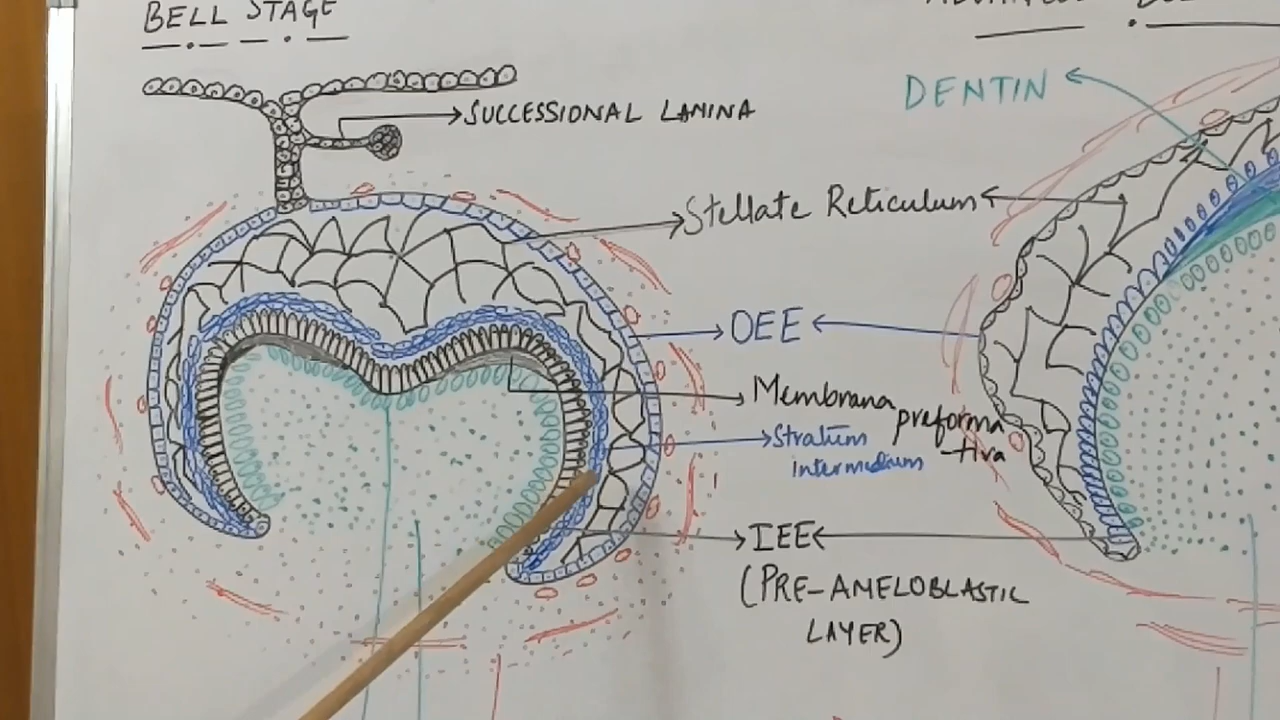 BELL STAGE
DENTIN
SUCCESSIONAL LAMINA
Stellate Reticulum
OEE
Membrana preforma
-tiva
Stratum
intermedium
IEE
(PRE-AMELOBLASTIC
LAYER)